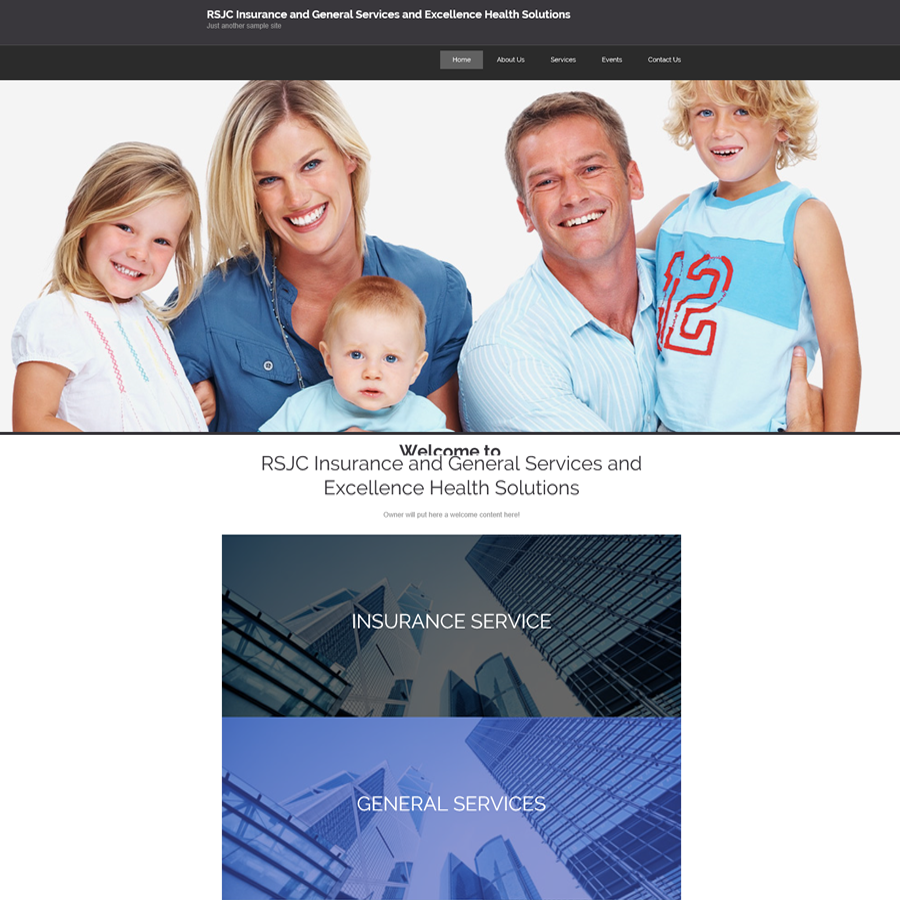 RSJC Insurance and General Services and Excellence Health Solutions
Just another sample site
Home About Us Services Events Contact Us
12
Welcome to
RSJC Insurance and General Services and
Excellence Health Solutions
Owner will put here a welcome content here!
INSURANCE SERVICE
GENERAL SERVICES